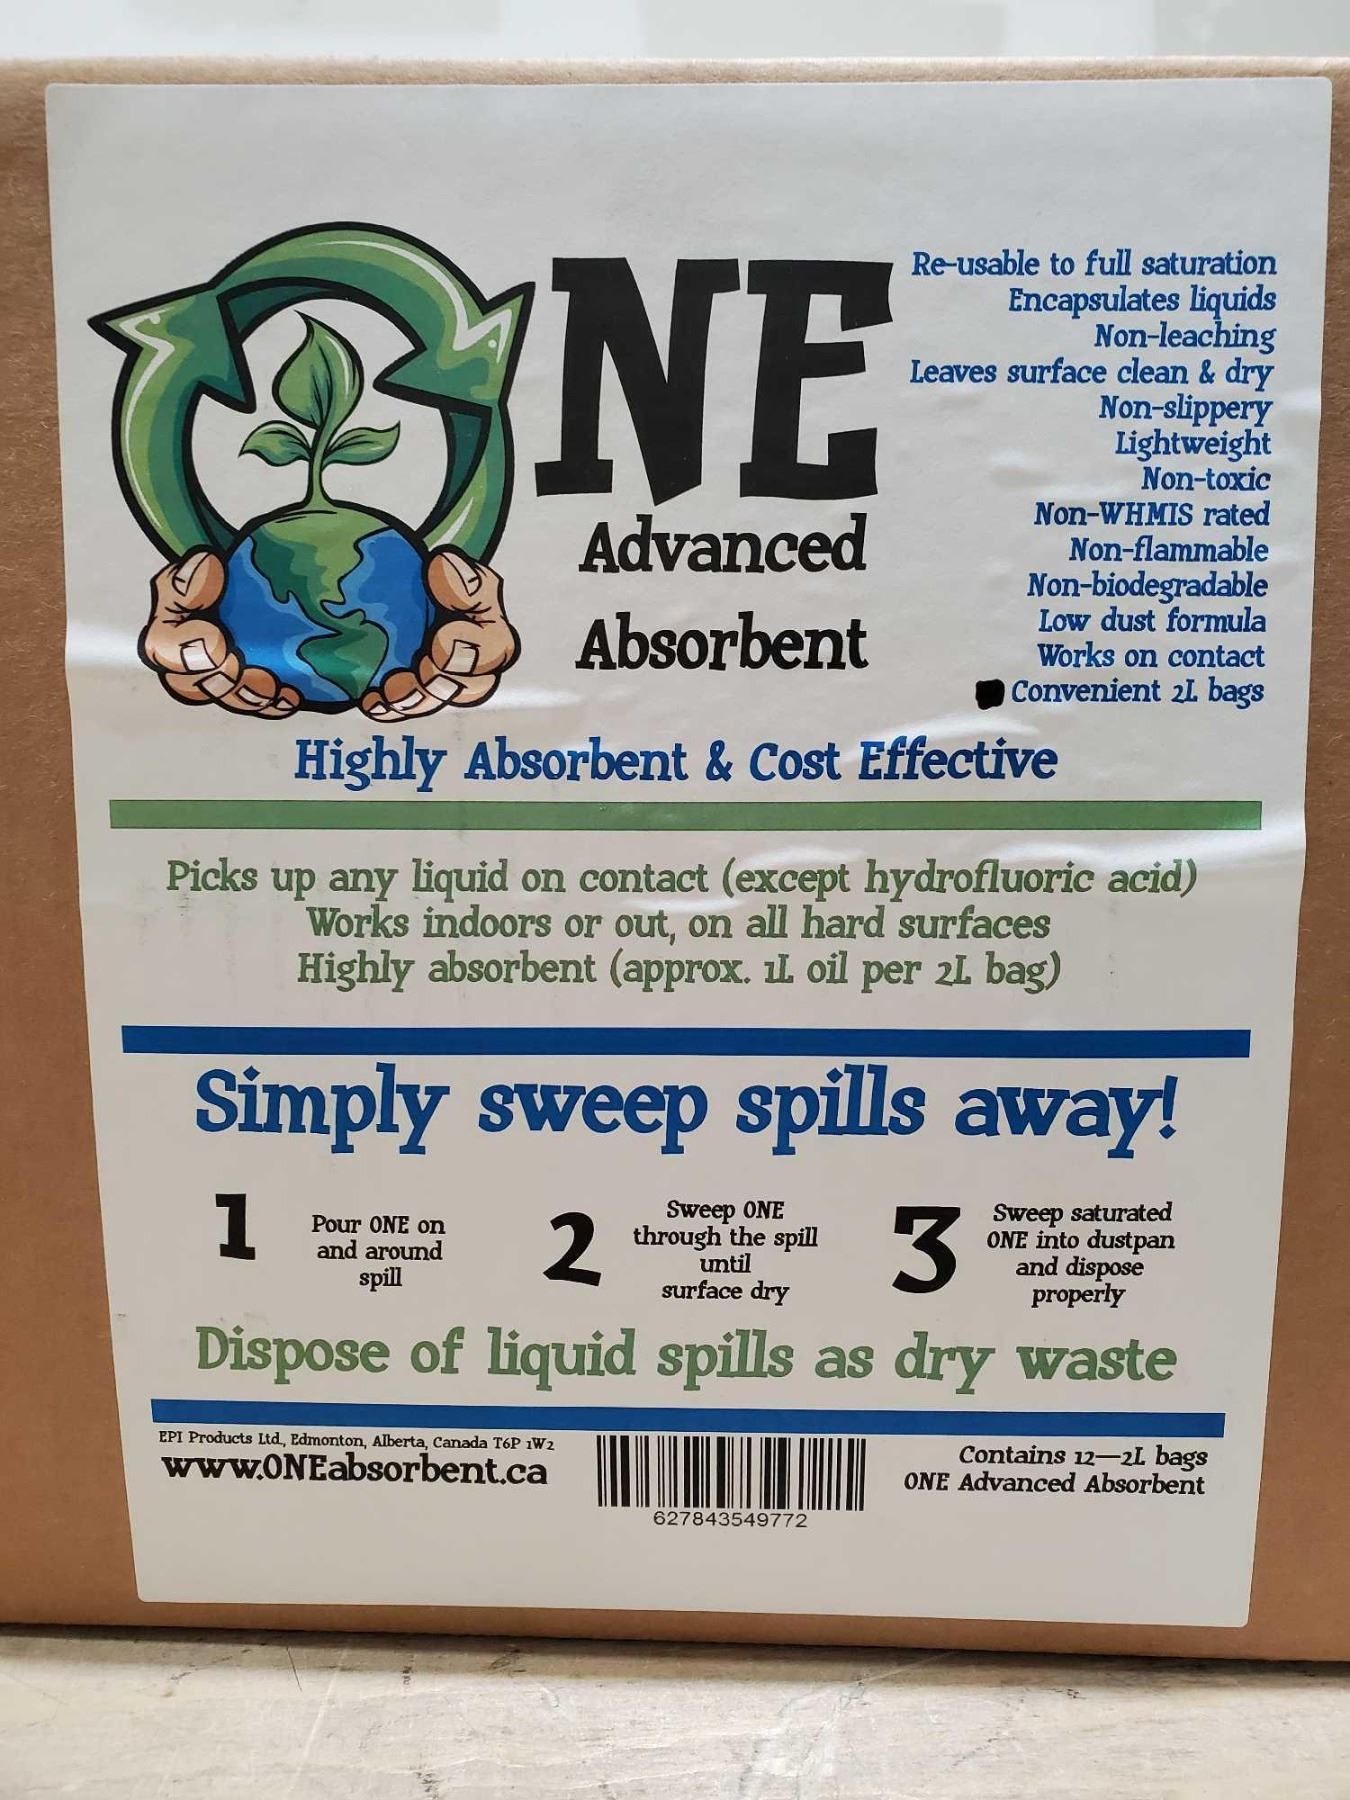 ONE
Advanced
Absorbent
Re-usable to full saturation
Encapsulates liquids
Non-leaching
Leaves surface clean & dry
Non-slippery
Lightweight
Non-toxic
Non-WHMIS rated
Non-flammable
Non-biodegradable
Low dust formula
Works on contact
Convenient 2L bags
Highly Absorbent & Cost Effective
Picks up any liquid on contact (except hydrofluoric acid)
Works indoors or out, on all hard surfaces
Highly absorbent (approx. 1L oil per 2L bag)
Simply sweep spills away!
1
Pour ONE on
and around
spill
2
Sweep ONE
through the spill
until
surface dry
3
Sweep saturated
ONE into dustpan
and dispose
properly
Dispose of liquid spills as dry waste
EPI Products Ltd., Edmonton, Alberta, Canada T6P 1W2
www.ONEabsorbent.ca
627843549772
Contains 12—2L bags
ONE Advanced Absorbent